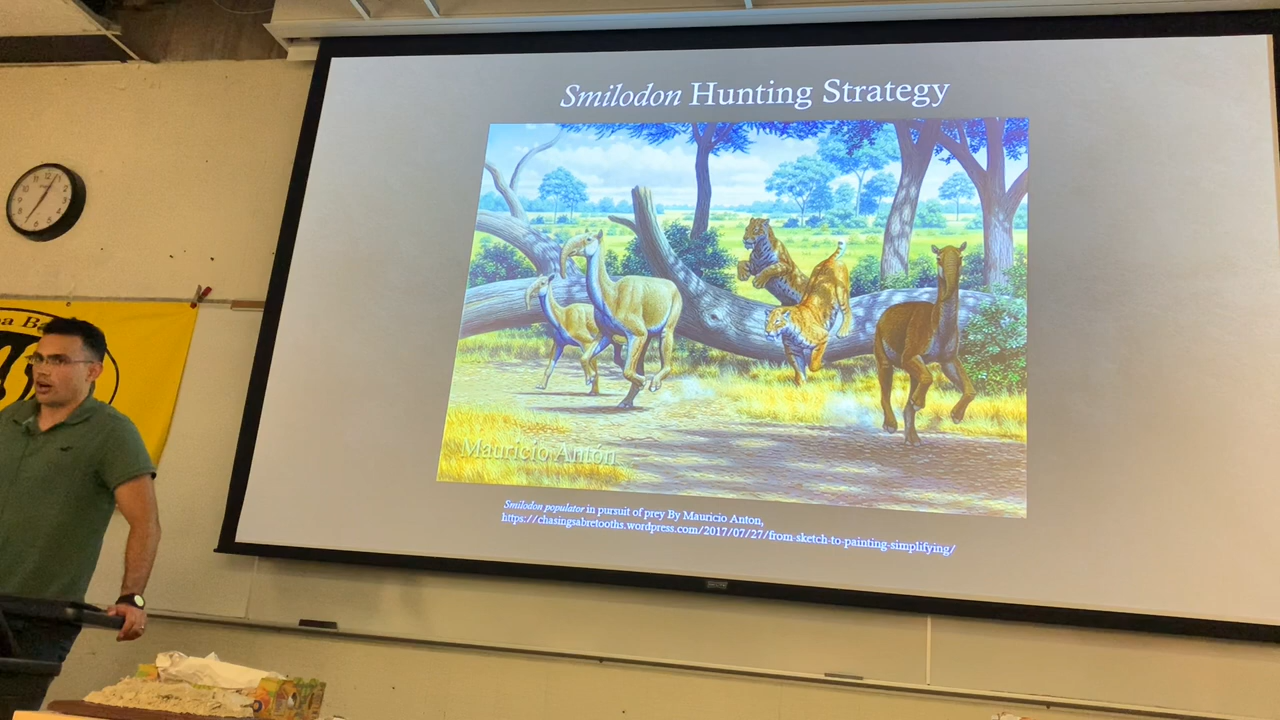 Smilodon Hunting Strategy
Mauricio Antón
Smilodon populator in pursuit of prey By Mauricio Anton,
https://chasingsabretooths.wordpress.com/2017/07/27/from-sketch-to-painting-simplifying/